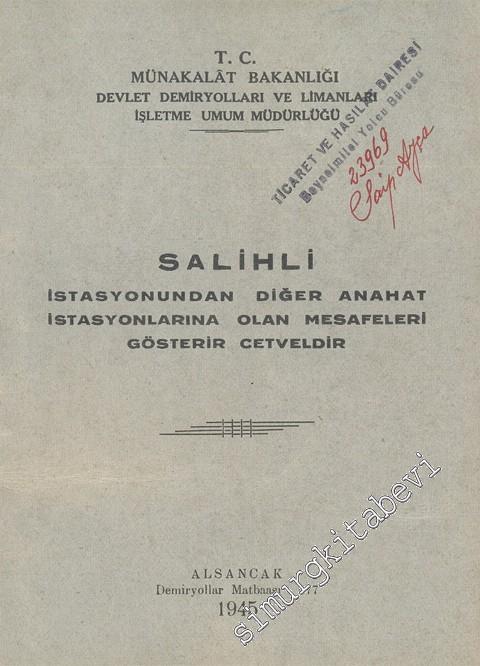 T. C.
MÜNAKALÂT BAKANLIĞI
DEVLET DEMİRYOLLARI VE LİMANLARI
İŞLETME UMUM MÜDÜRLÜĞÜ
TİCARET VE HASILAT DAİRESİ
Beynelmilel Yolcu Bürosu
23969
SALİHLİ
İSTASYONUNDAN DİĞER ANAHAT
İSTASYONLARINA OLAN MESAFELERİ
GÖSTERİR CETVELDİR
ALSANCAK
Demiryollar Matbaası
1945
simurgkitabevi